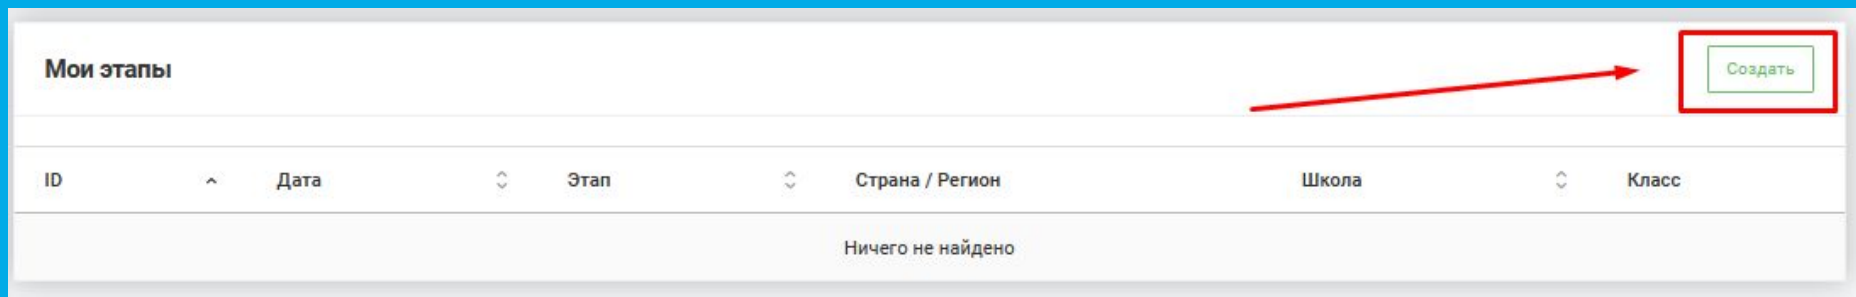 Мои этапы
Создать
ID Дата Этап Страна / Регион Школа Класс
Ничего не найдено